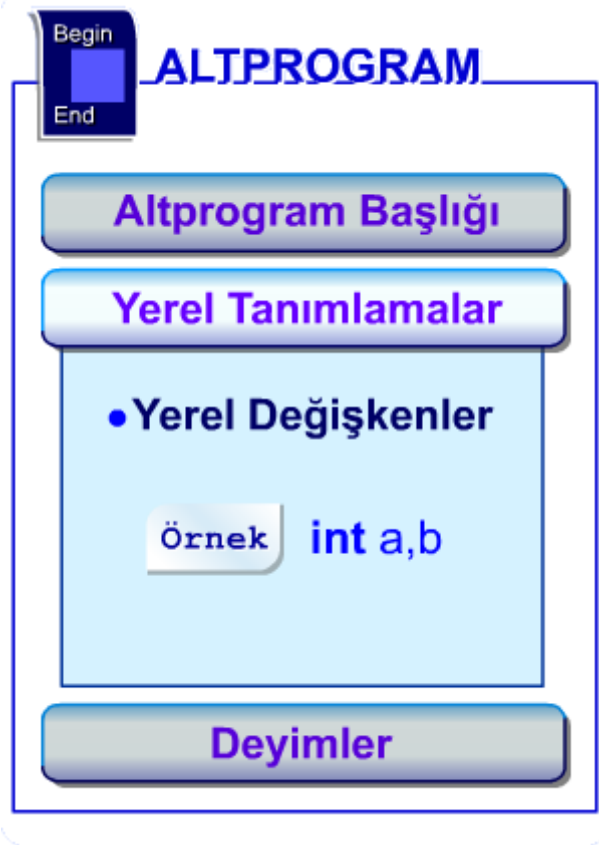 Begin
End
ALTPROGRAM
Altprogram Başlığı
Yerel Tanımlamalar
•Yerel Değişkenler
Örnek int a,b
Deyimler